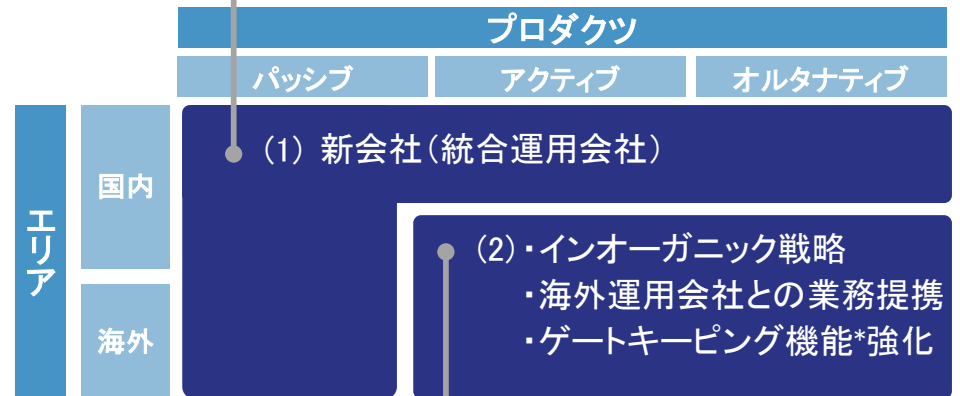 プロダクツ
パッシブ
アクティブ
オルタナティブ
エリア
国内
海外
(1) 新会社(統合運用会社)
(2)・インオーガニック戦略
・海外運用会社との業務提携
・ゲートキーピング機能*強化